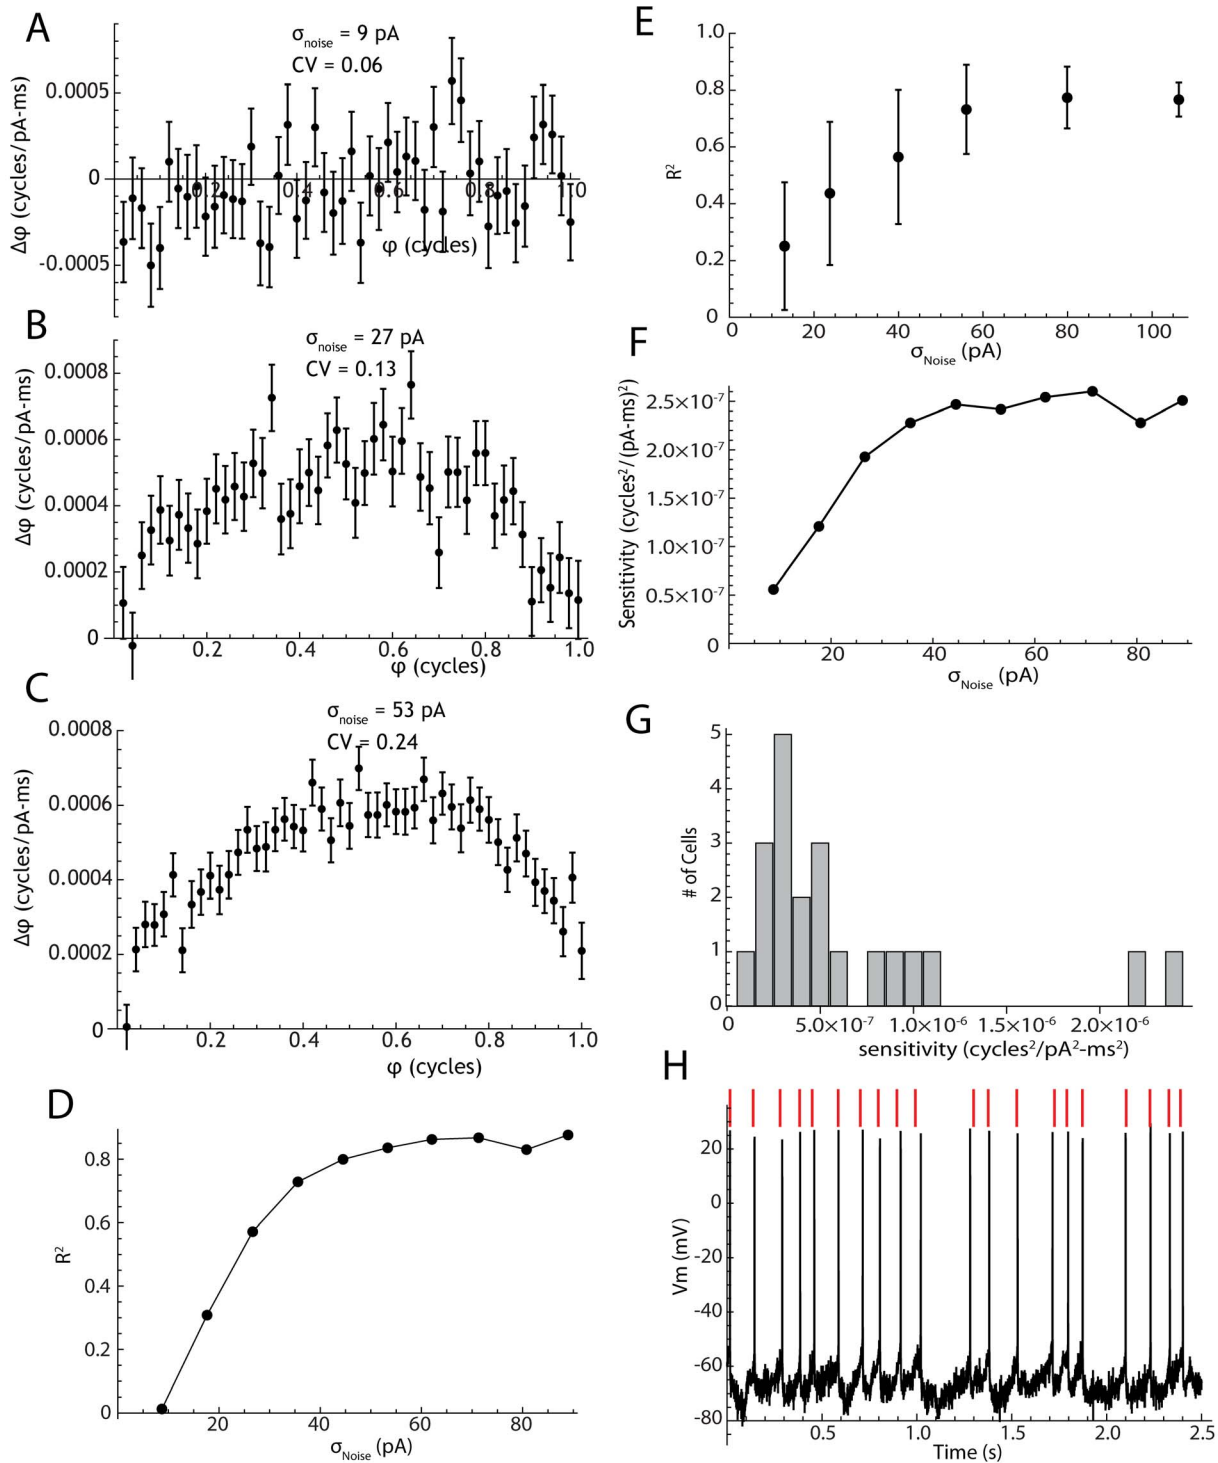 A
σnoise = 9 pA
CV = 0.06
Δφ (cycles/pA-ms)
0.0005
0
-0.0005
0.2
0.4
0.6
0.8
1.0
φ (cycles)
B
σnoise = 27 pA
CV = 0.13
Δφ (cycles/pA-ms)
0.0008
0.0006
0.0004
0.0002
0
0.2
0.4
0.6
0.8
1.0
φ (cycles)
C
σnoise = 53 pA
CV = 0.24
Δφ (cycles/pA-ms)
0.0008
0.0006
0.0004
0.0002
0
0.2
0.4
0.6
0.8
1.0
φ (cycles)
D
R²
0.8
0.6
0.4
0.2
0
20
40
60
80
σNoise (pA)
E
R²
1.0
0.8
0.6
0.4
0.2
0
0
20
40
60
80
100
σNoise (pA)
F
Sensitivity (cycles²/(pA-ms)²)
2.5×10⁻⁷
2.0×10⁻⁷
1.5×10⁻⁷
1.0×10⁻⁷
0.5×10⁻⁷
0
20
40
60
80
σNoise (pA)
G
# of Cells
5
4
3
2
1
0
0
5.0×10⁻⁷
1.0×10⁻⁶
1.5×10⁻⁶
2.0×10⁻⁶
sensitivity (cycles²/pA²-ms²)
H
Vm (mV)
20
0
-20
-40
-60
-80
0.5
1.0
1.5
2.0
2.5
Time (s)